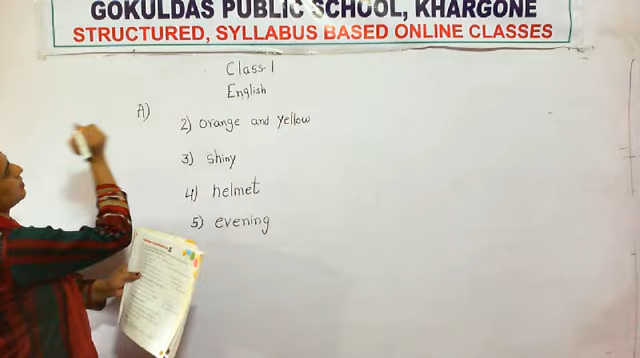 GOKULDAS PUBLIC SCHOOL, KHARGONE
STRUCTURED, SYLLABUS BASED ONLINE CLASSES
Class-1
English
A)
2) orange and yellow
3) shiny
4) helmet
5) evening